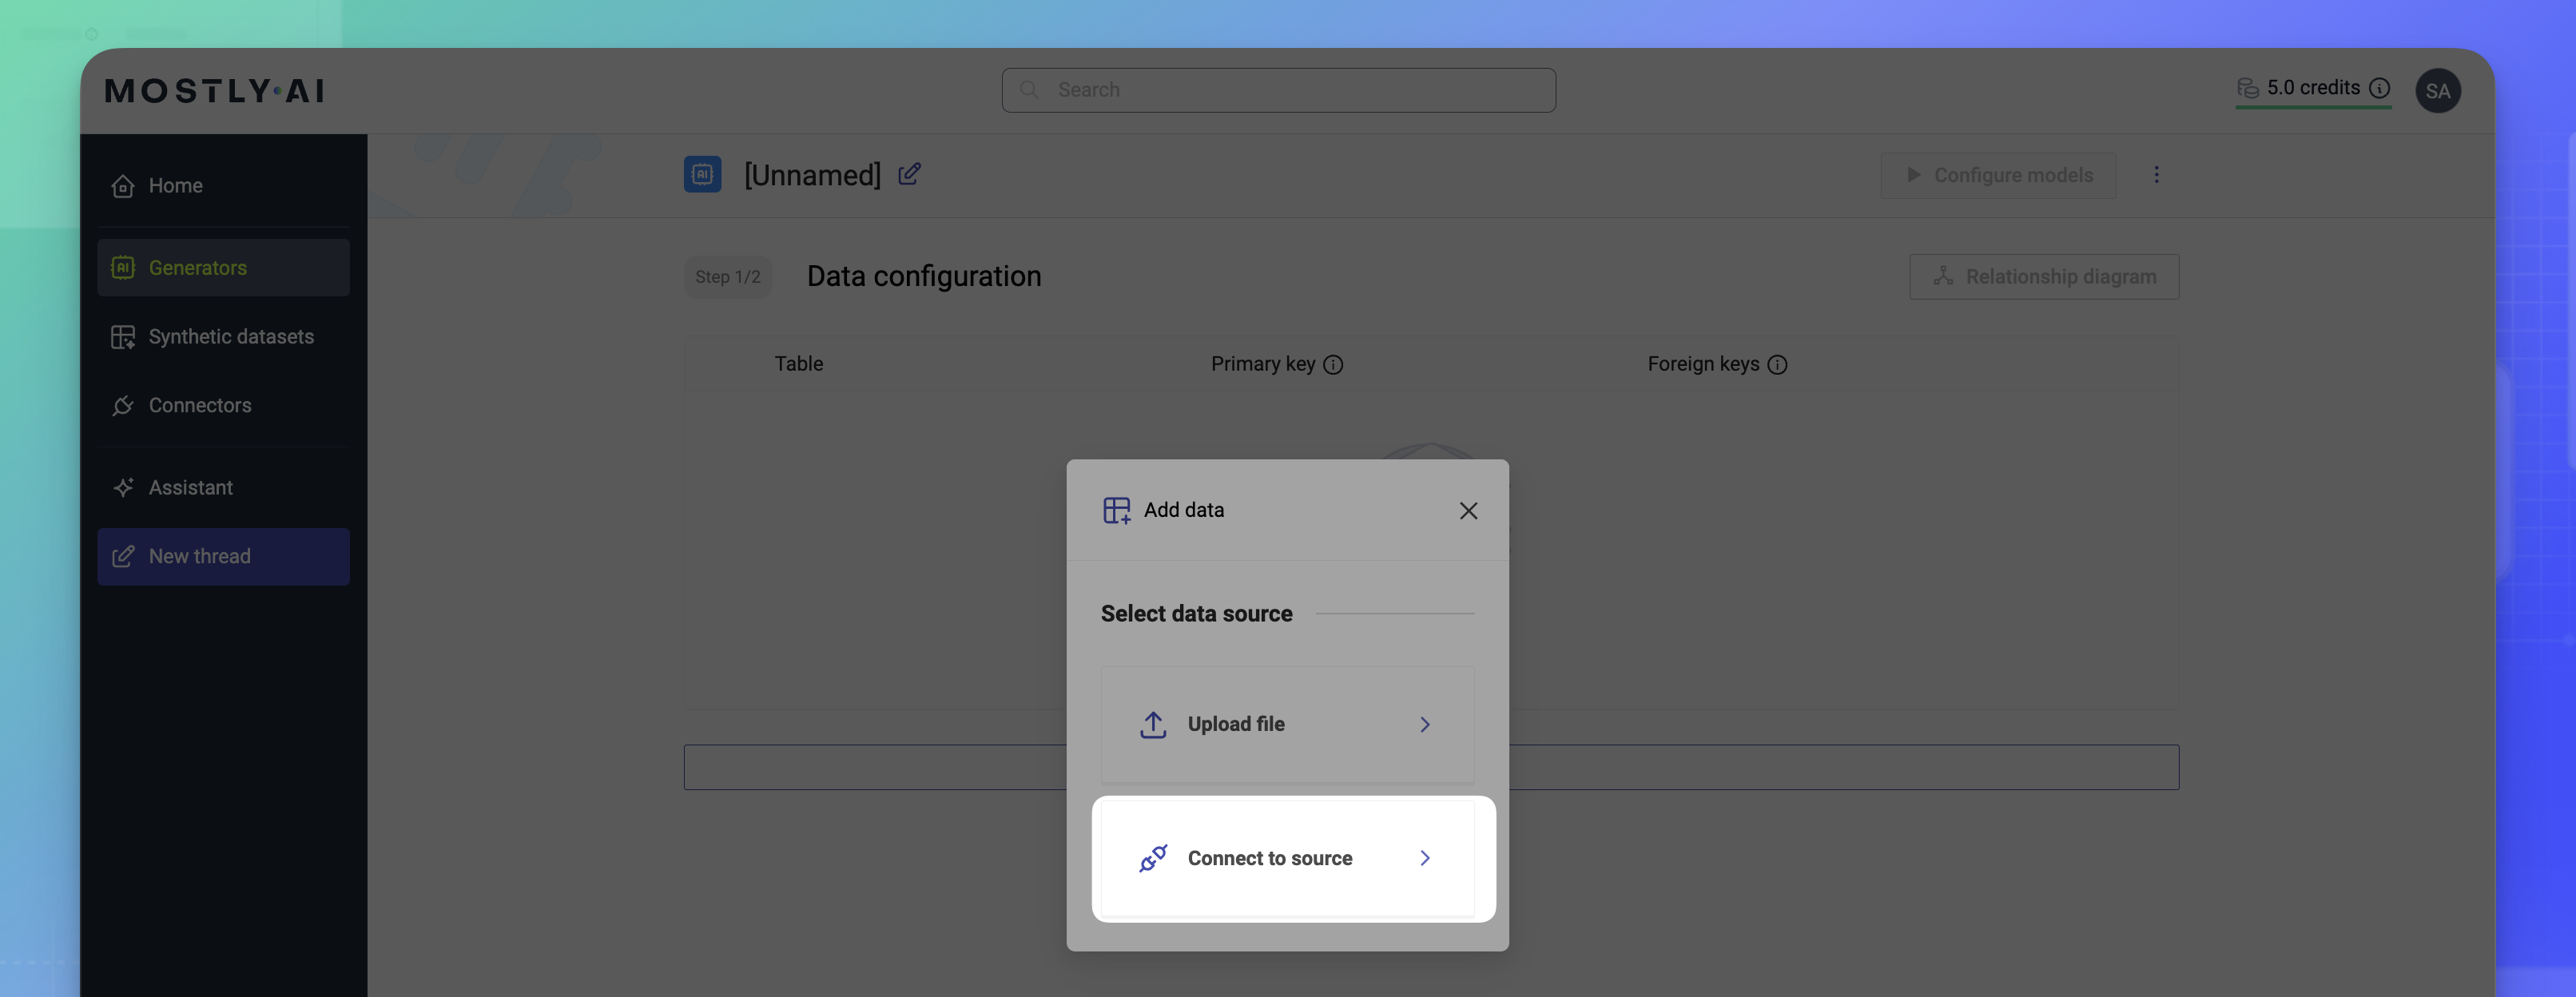 MOSTLY·AI
Search
5.0 credits
SA
Home
Generators
Synthetic datasets
Connectors
Assistant
New thread
AI
[Unnamed]
Configure models
Step 1/2
Data configuration
Relationship diagram
Table
Primary key
Foreign keys
Add data
Select data source
Upload file
Connect to source